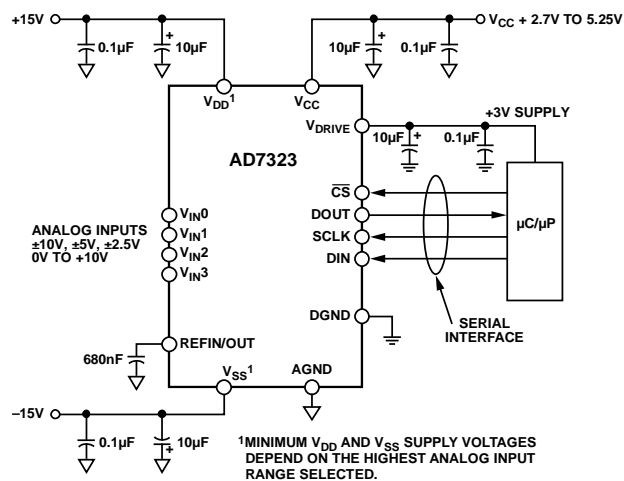 +15V
0.1µF
10µF
+
10µF
+
0.1µF
VCC + 2.7V TO 5.25V
VDD1
VCC
VDRIVE
+3V SUPPLY
10µF
+
0.1µF
AD7323
CS
DOUT
SCLK
DIN
µC/µP
ANALOG INPUTS
±10V, ±5V, ±2.5V
0V TO +10V
VIN0
VIN1
VIN2
VIN3
DGND
SERIAL
INTERFACE
REFIN/OUT
680nF
VSS1
AGND
–15V
0.1µF
10µF
+
1MINIMUM VDD AND VSS SUPPLY VOLTAGES
DEPEND ON THE HIGHEST ANALOG INPUT
RANGE SELECTED.